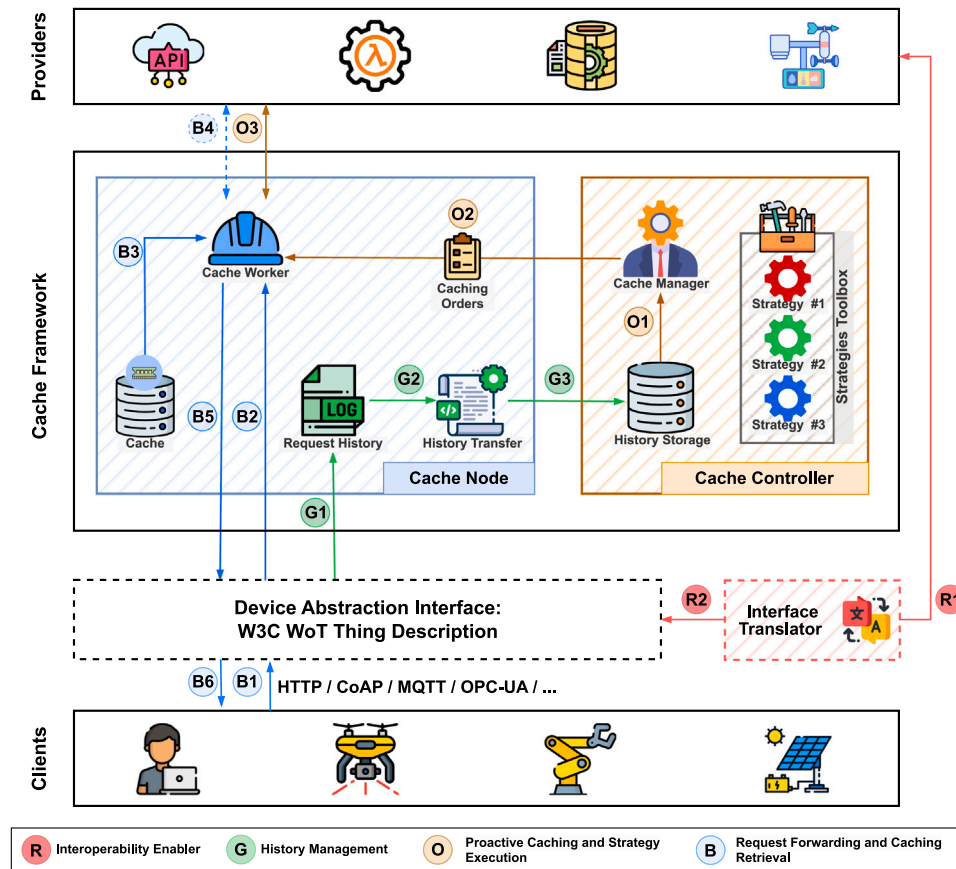 Providers
API
λ
B4
O3
Cache Framework
B3
Cache Worker
O2
Caching
Orders
Cache Manager
O1
Strategy #1
Strategy #2
Strategy #3
Strategies Toolbox
Cache
B5
B2
LOG
Request History
G2
</>
History Transfer
G3
History Storage
Cache Node
Cache Controller
G1
Device Abstraction Interface:
W3C WoT Thing Description
R2
Interface
Translator
文
A
R1
B6
B1
HTTP / CoAP / MQTT / OPC-UA / ...
Clients
R Interoperability Enabler
G History Management
O Proactive Caching and Strategy
Execution
B Request Forwarding and Caching
Retrieval